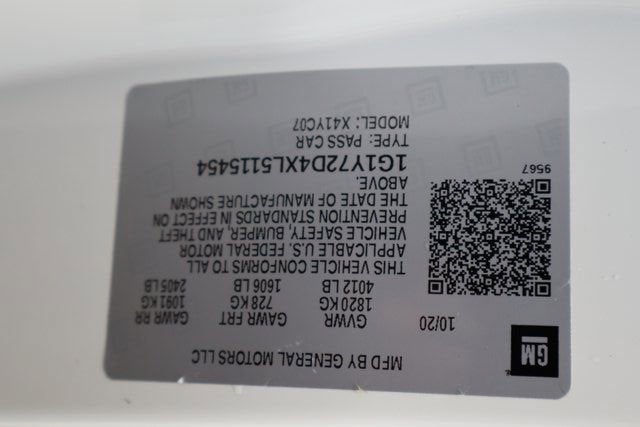 GM
MFD BY GENERAL MOTORS LLC
10/20 GVWR GAWR FRT GAWR RR
1820 KG 728 KG 1091 KG
4012 LB 1606 LB 2405 LB
THIS VEHICLE CONFORMS TO ALL
APPLICABLE U.S. FEDERAL MOTOR
VEHICLE SAFETY, BUMPER, AND THEFT
PREVENTION STANDARDS IN EFFECT ON
THE DATE OF MANUFACTURE SHOWN
ABOVE.
1G1Y72D4XL5115454
TYPE: PASS CAR
MODEL: X41YC07
9567